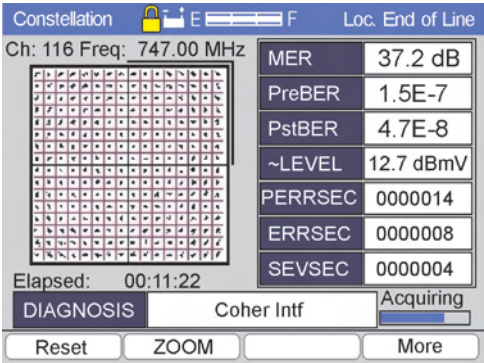 Constellation E F Loc. End of Line
Ch: 116 Freq: 747.00 MHz
MER 37.2 dB
PreBER 1.5E-7
PstBER 4.7E-8
~LEVEL 12.7 dBmV
PERRSEC 0000014
ERRSEC 0000008
SEVSEC 0000004
Elapsed: 00:11:22
DIAGNOSIS Coher Intf Acquiring
Reset ZOOM More